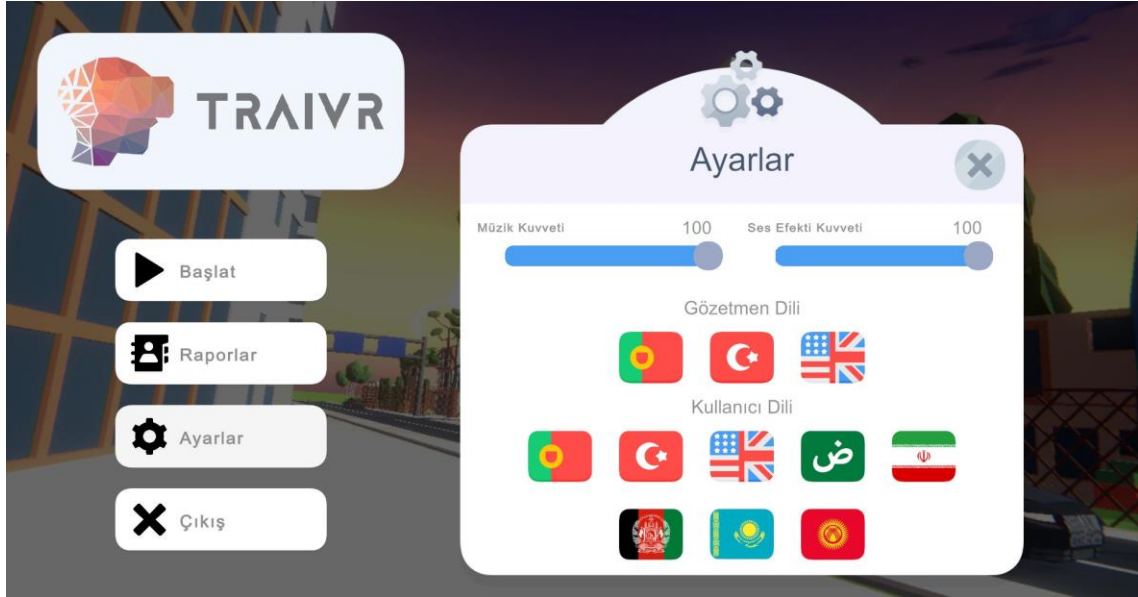 TRAIVR
Başlat
Raporlar
Ayarlar
Çıkış
Ayarlar
Müzik Kuvveti 100 Ses Efekti Kuvveti 100
Gözetmen Dili
Kullanıcı Dili
ض